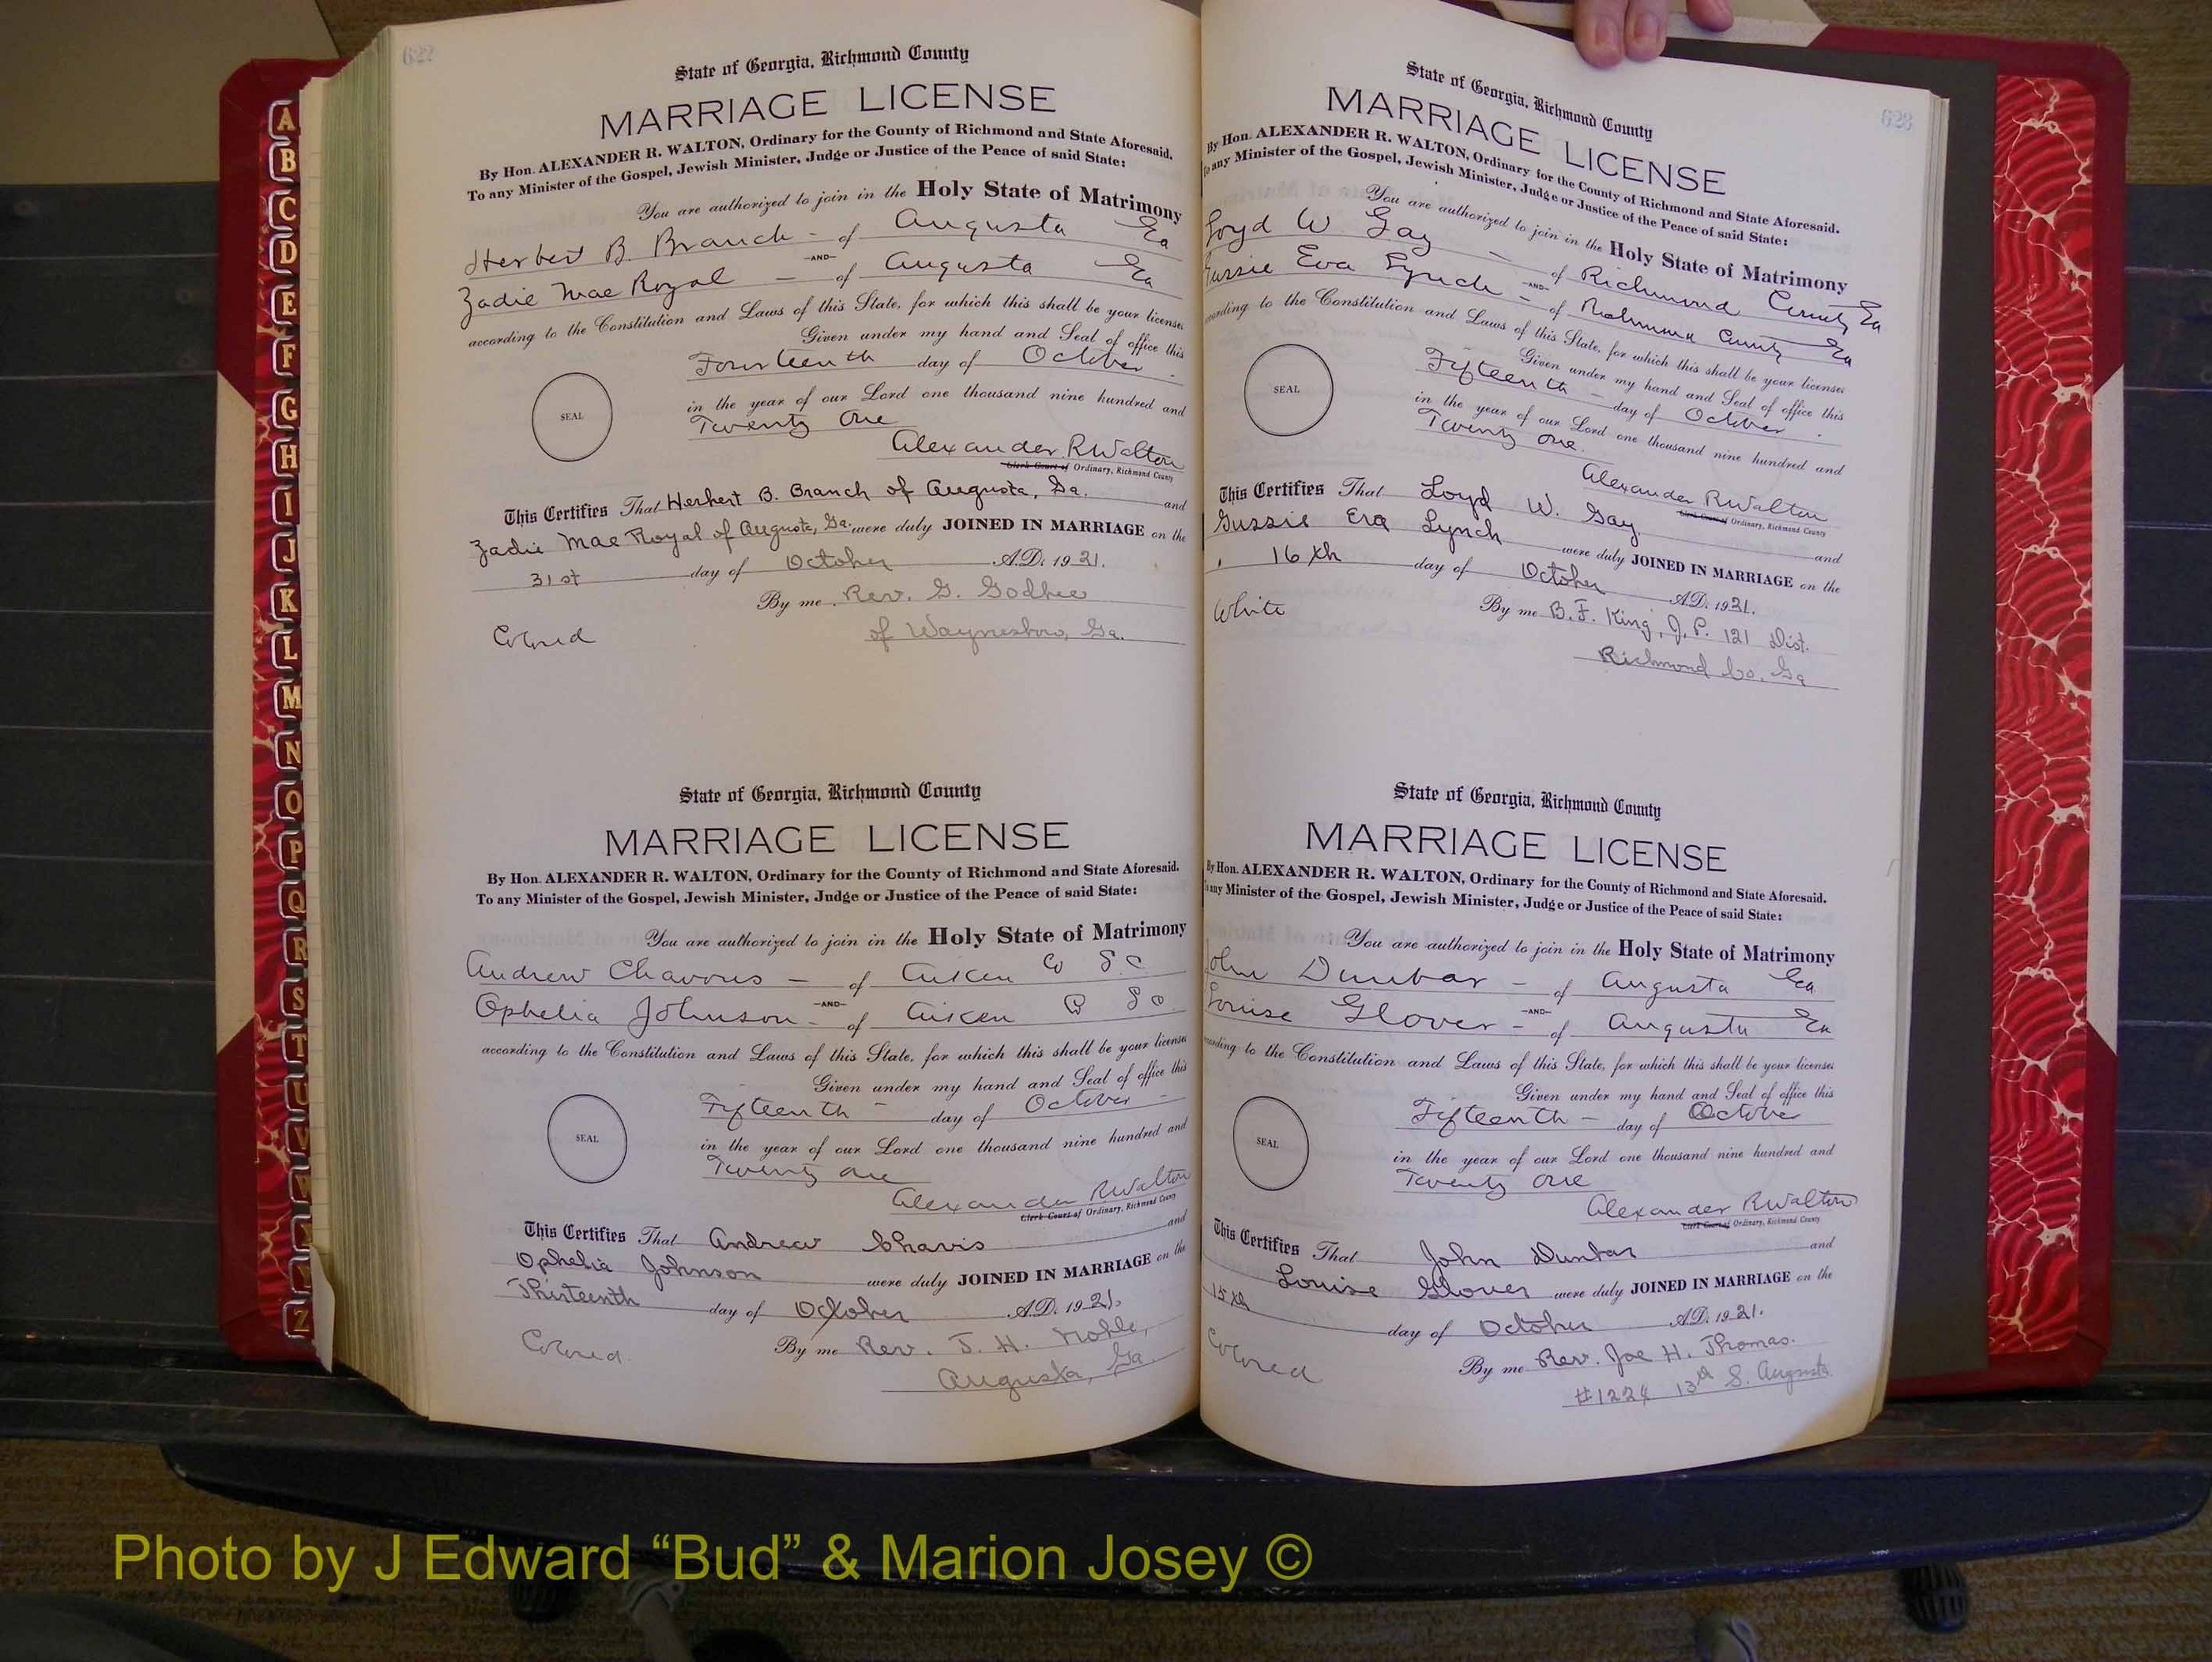 622
State of Georgia, Richmond County
MARRIAGE LICENSE
By Hon. ALEXANDER R. WALTON, Ordinary for the County of Richmond and State Aforesaid.
To any Minister of the Gospel, Jewish Minister, Judge or Justice of the Peace of said State:
You are authorized to join in the Holy State of Matrimony
Herbert B. Branch - of Augusta Ga
-AND-
Zadie Mae Royal - of Augusta Ga
according to the Constitution and Laws of this State, for which this shall be your license
Given under my hand and Seal of office this
Fourteenth day of October
SEAL
in the year of our Lord one thousand nine hundred and
Twenty One
Alexander R Walton
Clerk Court of Ordinary, Richmond County
This Certifies That Herbert B. Branch of Augusta, Ga. and
Zadie Mae Royal of Augusta, Ga. were duly JOINED IN MARRIAGE on the
31st day of October A.D. 1921.
By me Rev. G. Godbee
Colored of Waynesboro, Ga.
State of Georgia, Richmond County
MARRIAGE LICENSE
By Hon. ALEXANDER R. WALTON, Ordinary for the County of Richmond and State Aforesaid.
To any Minister of the Gospel, Jewish Minister, Judge or Justice of the Peace of said State:
You are authorized to join in the Holy State of Matrimony
Andrew Chavous - of Aiken Co S.C
-AND-
Ophelia Johnson - of Aiken Co S C
according to the Constitution and Laws of this State, for which this shall be your license
Given under my hand and Seal of office this
Fifteenth - day of October -
SEAL
in the year of our Lord one thousand nine hundred and
Twenty one
Alexander R Walton
Clerk Court of Ordinary, Richmond County
This Certifies That Andrew Chavis and
Ophelia Johnson were duly JOINED IN MARRIAGE on the
Thirteenth day of October A.D. 1921.
By me Rev. J. H. Noble,
Colored. Augusta, Ga.
623
State of Georgia, Richmond County
MARRIAGE LICENSE
By Hon. ALEXANDER R. WALTON, Ordinary for the County of Richmond and State Aforesaid.
To any Minister of the Gospel, Jewish Minister, Judge or Justice of the Peace of said State:
You are authorized to join in the Holy State of Matrimony
Loyd W Gay - of Richmond County Ga
-AND-
Gussie Eva Lynch - of Richmond County Ga
according to the Constitution and Laws of this State, for which this shall be your license
Given under my hand and Seal of office this
Fifteenth - day of October
SEAL
in the year of our Lord one thousand nine hundred and
Twenty One
Alexander R Walton
Clerk Court of Ordinary, Richmond County
This Certifies That Loyd W. Gay and
Gussie Era Lynch were duly JOINED IN MARRIAGE on the
16th day of October A.D. 1921.
White By me B.F. King, J.P. 121 Dist.
Richmond Co. Ga
State of Georgia, Richmond County
MARRIAGE LICENSE
By Hon. ALEXANDER R. WALTON, Ordinary for the County of Richmond and State Aforesaid.
To any Minister of the Gospel, Jewish Minister, Judge or Justice of the Peace of said State:
You are authorized to join in the Holy State of Matrimony
John Dunbar - of Augusta Ga
-AND-
Louise Glover - of Augusta Ga
according to the Constitution and Laws of this State, for which this shall be your license
Given under my hand and Seal of office this
Fifteenth - day of October
SEAL
in the year of our Lord one thousand nine hundred and
Twenty One
Alexander R Walton
Clerk Court of Ordinary, Richmond County
This Certifies That John Dunbar and
Louise Glover were duly JOINED IN MARRIAGE on the
15th day of October A.D. 1921.
Colored By me Rev. Joe H. Thomas.
#1224 13th S. Augusta
A
B
C
D
E
F
G
H
I
J
K
L
M
N
O
P
Q
R
S
T
U
V
Z
Photo by J Edward “Bud” & Marion Josey ©